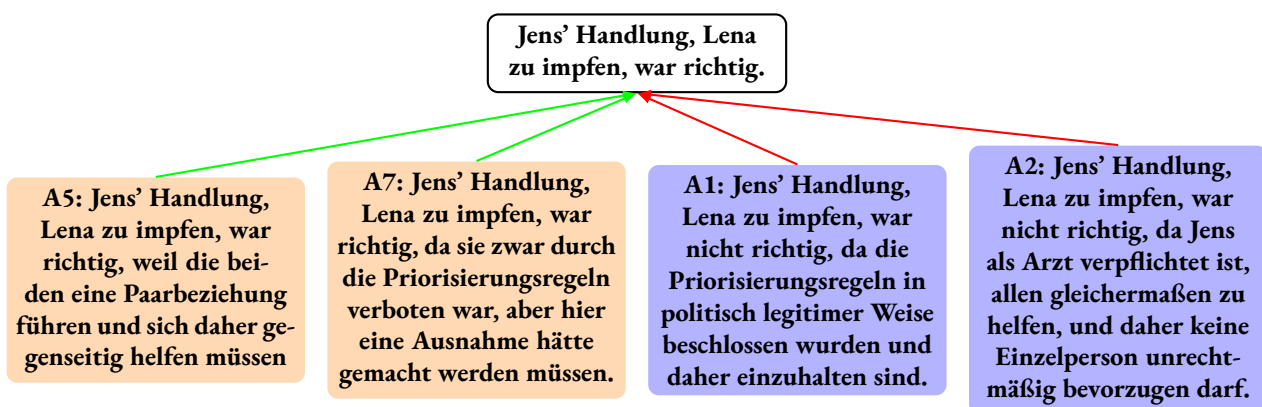 Jens’ Handlung, Lena
zu impfen, war richtig.
A5: Jens’ Handlung,
Lena zu impfen, war
richtig, weil die bei-
den eine Paarbeziehung
führen und sich daher ge-
genseitig helfen müssen
A7: Jens’ Handlung,
Lena zu impfen, war
richtig, da sie zwar durch
die Priorisierungsregeln
verboten war, aber hier
eine Ausnahme hätte
gemacht werden müssen.
A1: Jens’ Handlung,
Lena zu impfen, war
nicht richtig, da die
Priorisierungsregeln in
politisch legitimer Weise
beschlossen wurden und
daher einzuhalten sind.
A2: Jens’ Handlung,
Lena zu impfen, war
nicht richtig, da Jens
als Arzt verpflichtet ist,
allen gleichermaßen zu
helfen, und daher keine
Einzelperson unrecht-
mäßig bevorzugen darf.